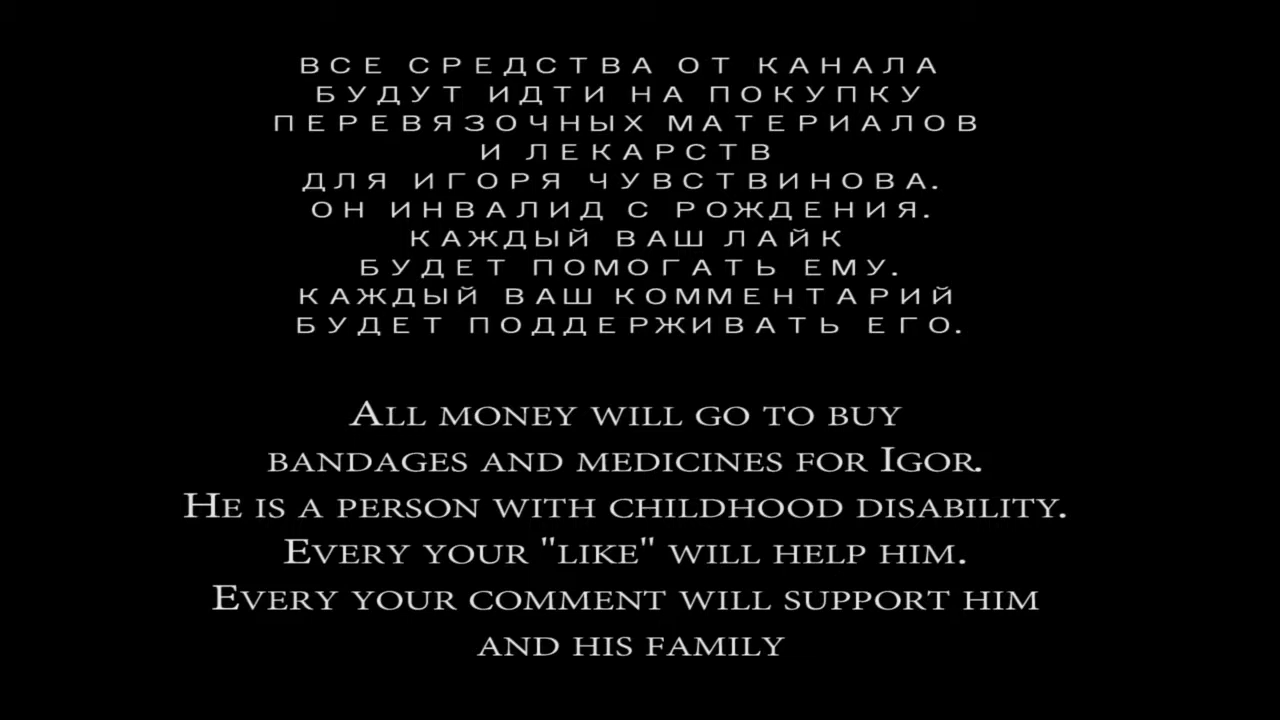 ВСЕ СРЕДСТВА ОТ КАНАЛА
БУДУТ ИДТИ НА ПОКУПКУ
ПЕРЕВЯЗОЧНЫХ МАТЕРИАЛОВ
И ЛЕКАРСТВ
ДЛЯ ИГОРЯ ЧУВСТВИНОВА.
ОН ИНВАЛИД С РОЖДЕНИЯ.
КАЖДЫЙ ВАШ ЛАЙК
БУДЕТ ПОМОГАТЬ ЕМУ.
КАЖДЫЙ ВАШ КОММЕНТАРИЙ
БУДЕТ ПОДДЕРЖИВАТЬ ЕГО.
ALL MONEY WILL GO TO BUY
BANDAGES AND MEDICINES FOR IGOR.
HE IS A PERSON WITH CHILDHOOD DISABILITY.
EVERY YOUR "LIKE" WILL HELP HIM.
EVERY YOUR COMMENT WILL SUPPORT HIM
AND HIS FAMILY